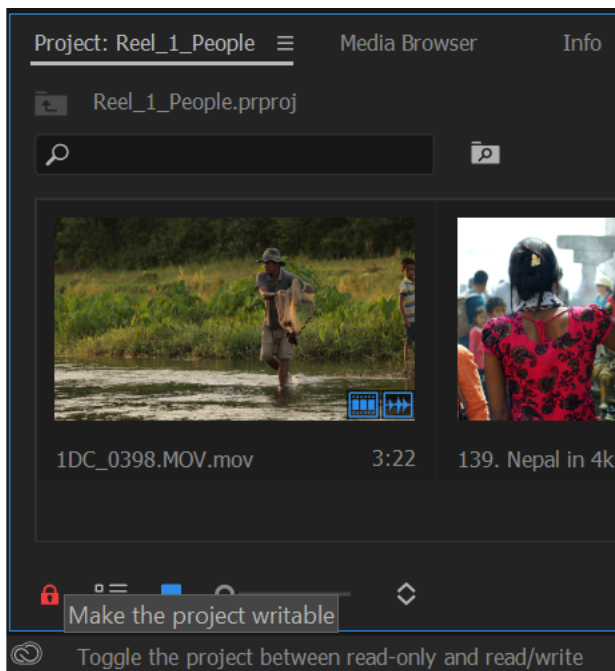 Project: Reel_1_People Media Browser Info
Reel_1_People.prproj
1DC_0398.MOV.mov 3:22 139. Nepal in 4k
Make the project writable
Toggle the project between read-only and read/write